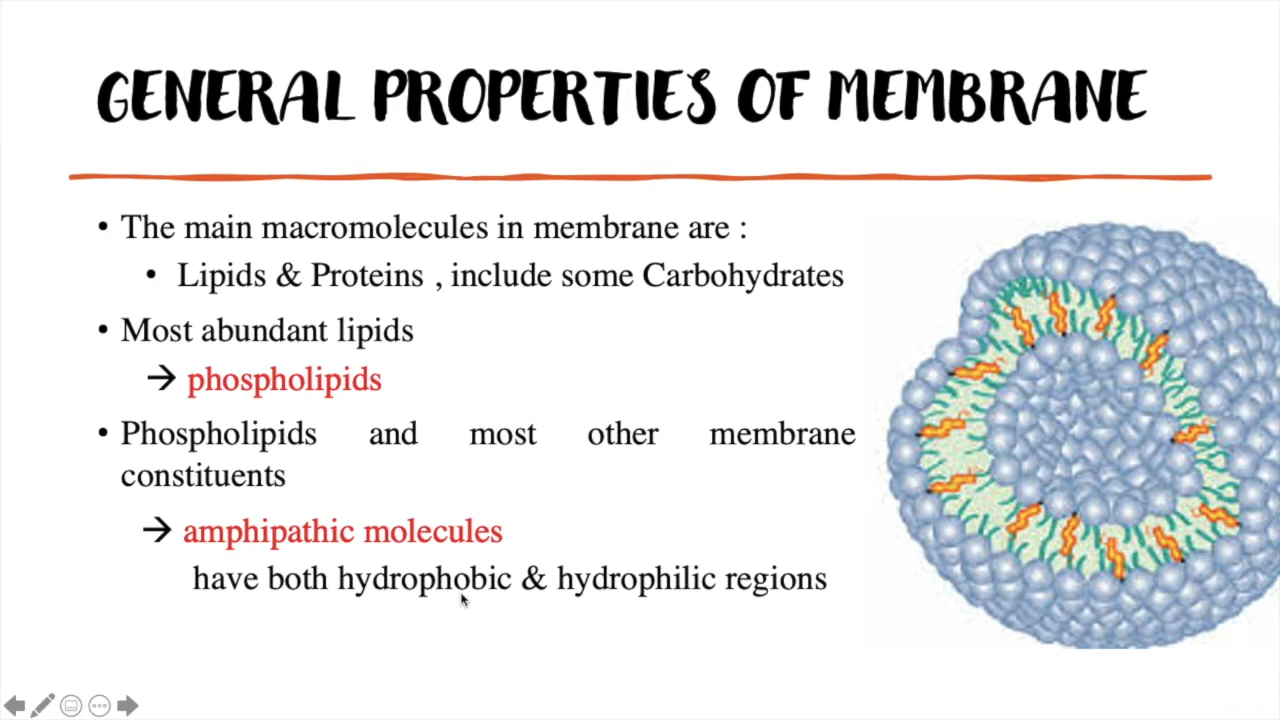 GENERAL PROPERTIES OF MEMBRANE
• The main macromolecules in membrane are :
• Lipids & Proteins , include some Carbohydrates
• Most abundant lipids
→ phospholipids
• Phospholipids and most other membrane
constituents
→ amphipathic molecules
have both hydrophobic & hydrophilic regions